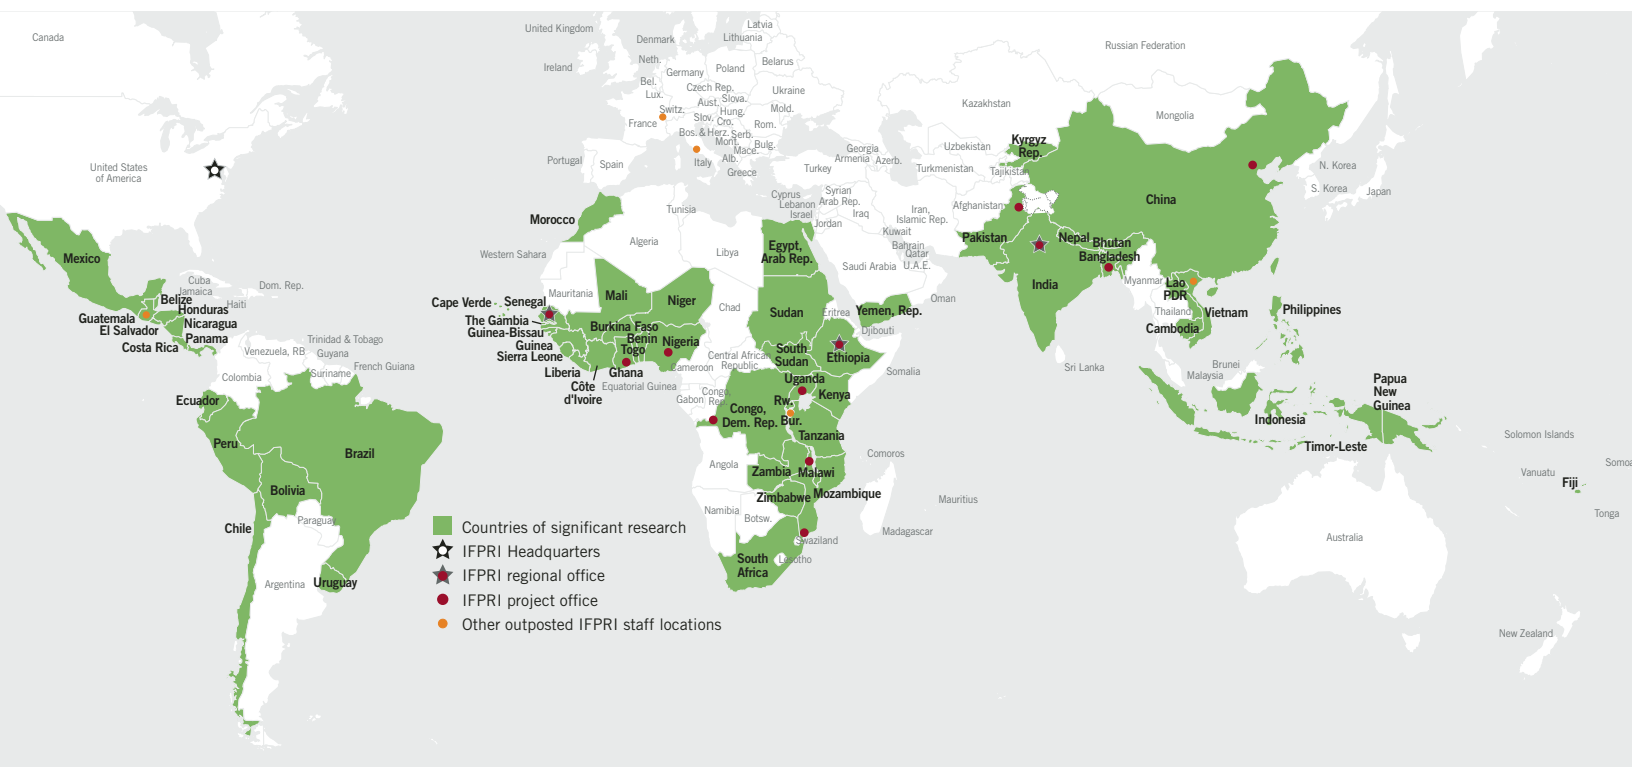 Canada
United States
of America
Mexico
Cuba
Jamaica
Haiti
Dom. Rep.
Belize
Honduras
Guatemala
El Salvador
Nicaragua
Costa Rica
Panama
Trinidad & Tobago
Venezuela, RB
Guyana
Suriname
French Guiana
Colombia
Ecuador
Peru
Brazil
Bolivia
Paraguay
Chile
Argentina
Uruguay
United Kingdom
Ireland
Denmark
Latvia
Lithuania
Neth.
Belarus
Poland
Germany
Bel.
Lux.
Czech Rep.
Ukraine
Slova.
Aust.
Switz.
Hung.
Mold.
France
Slov.
Cro.
Rom.
Bos. & Herz.
Serb.
Mont.
Bulg.
Mace.
Italy
Alb.
Greece
Portugal
Spain
Turkey
Georgia
Armenia
Azerb.
Russian Federation
Kazakhstan
Mongolia
Uzbekistan
Kyrgyz
Rep.
Turkmenistan
Tajikistan
N. Korea
S. Korea
Japan
China
Cyprus
Lebanon
Israel
Syrian
Arab Rep.
Jordan
Iraq
Iran,
Islamic Rep.
Afghanistan
Kuwait
Bahrain
Qatar
U.A.E.
Saudi Arabia
Oman
Yemen, Rep.
Pakistan
Nepal
Bhutan
Bangladesh
India
Myanmar
Lao
PDR
Thailand
Vietnam
Cambodia
Philippines
Sri Lanka
Brunei
Malaysia
Indonesia
Papua
New
Guinea
Timor-Leste
Solomon Islands
Vanuatu
Samoa
Fiji
Tonga
Australia
New Zealand
Morocco
Tunisia
Algeria
Libya
Egypt,
Arab Rep.
Western Sahara
Mauritania
Mali
Niger
Chad
Sudan
Eritrea
Djibouti
Cape Verde
Senegal
The Gambia
Guinea-Bissau
Guinea
Sierra Leone
Liberia
Côte
d'Ivoire
Burkina Faso
Benin
Togo
Ghana
Nigeria
Cameroon
Central African
Republic
South
Sudan
Ethiopia
Somalia
Equatorial Guinea
Gabon
Congo,
Rep.
Congo,
Dem. Rep.
Uganda
Kenya
Rw.
Bur.
Tanzania
Angola
Zambia
Malawi
Comoros
Mozambique
Zimbabwe
Namibia
Botsw.
Mauritius
Madagascar
Swaziland
Lesotho
South
Africa
Countries of significant research
IFPRI Headquarters
IFPRI regional office
IFPRI project office
Other outposted IFPRI staff locations